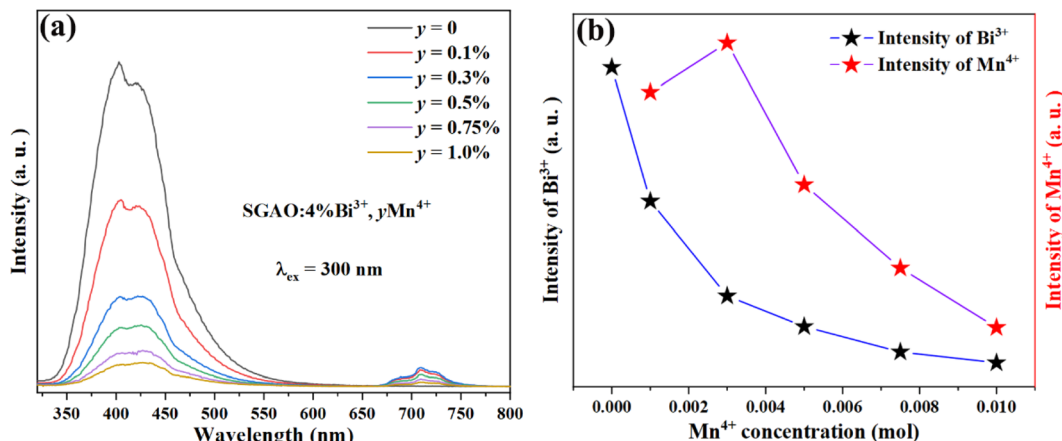 (a)
y = 0
y = 0.1%
y = 0.3%
y = 0.5%
y = 0.75%
y = 1.0%
SGAO:4%Bi³⁺, yMn⁴⁺
λex = 300 nm
Intensity (a. u.)
350 400 450 500 550 600 650 700 750 800
Wavelength (nm)
(b)
Intensity of Bi³⁺
Intensity of Mn⁴⁺
Intensity of Bi³⁺ (a. u.)
Intensity of Mn⁴⁺ (a. u.)
0.000 0.002 0.004 0.006 0.008 0.010
Mn⁴⁺ concentration (mol)